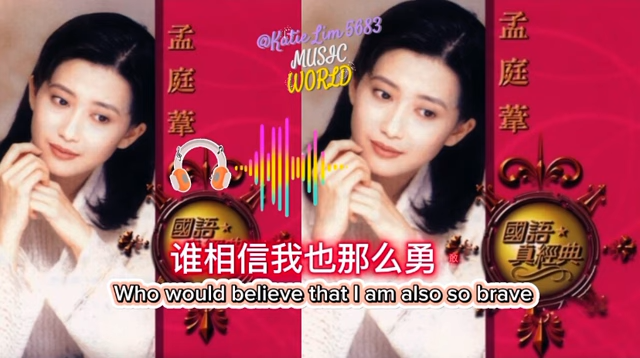 @Katie Lim 5683
MUSIC
WORLD
孟庭葦
孟庭葦
國語
國語
真經典
谁相信我也那么勇敢
Who would believe that I am also so brave